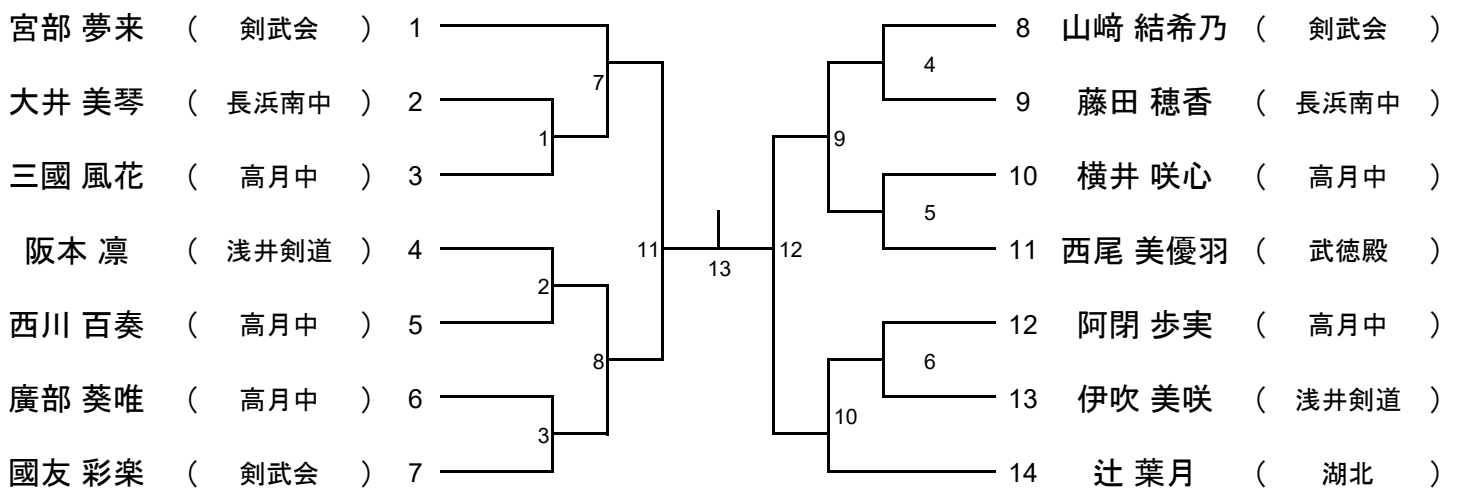 宮部 夢来 ( 剣武会 ) 1
大井 美琴 ( 長浜南中 ) 2
三國 風花 ( 高月中 ) 3
阪本 凛 ( 浅井剣道 ) 4
西川 百奏 ( 高月中 ) 5
廣部 葵唯 ( 高月中 ) 6
國友 彩楽 ( 剣武会 ) 7
7
1
2
8
3
11
13
12
9
10
4
5
6
8 山﨑 結希乃 ( 剣武会 )
9 藤田 穂香 ( 長浜南中 )
10 横井 咲心 ( 高月中 )
11 西尾 美優羽 ( 武徳殿 )
12 阿閉 歩実 ( 高月中 )
13 伊吹 美咲 ( 浅井剣道 )
14 辻 葉月 ( 湖北 )